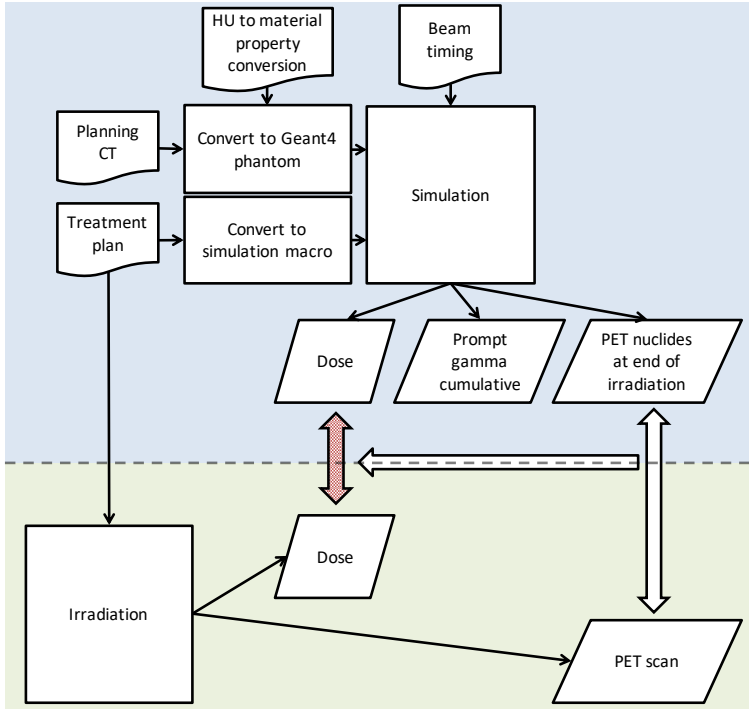 HU to material
property
conversion
Beam
timing
Planning
CT
Convert to Geant4
phantom
Simulation
Treatment
plan
Convert to
simulation macro
Dose
Prompt
gamma
cumulative
PET nuclides
at end of
irradiation
Dose
Irradiation
PET scan